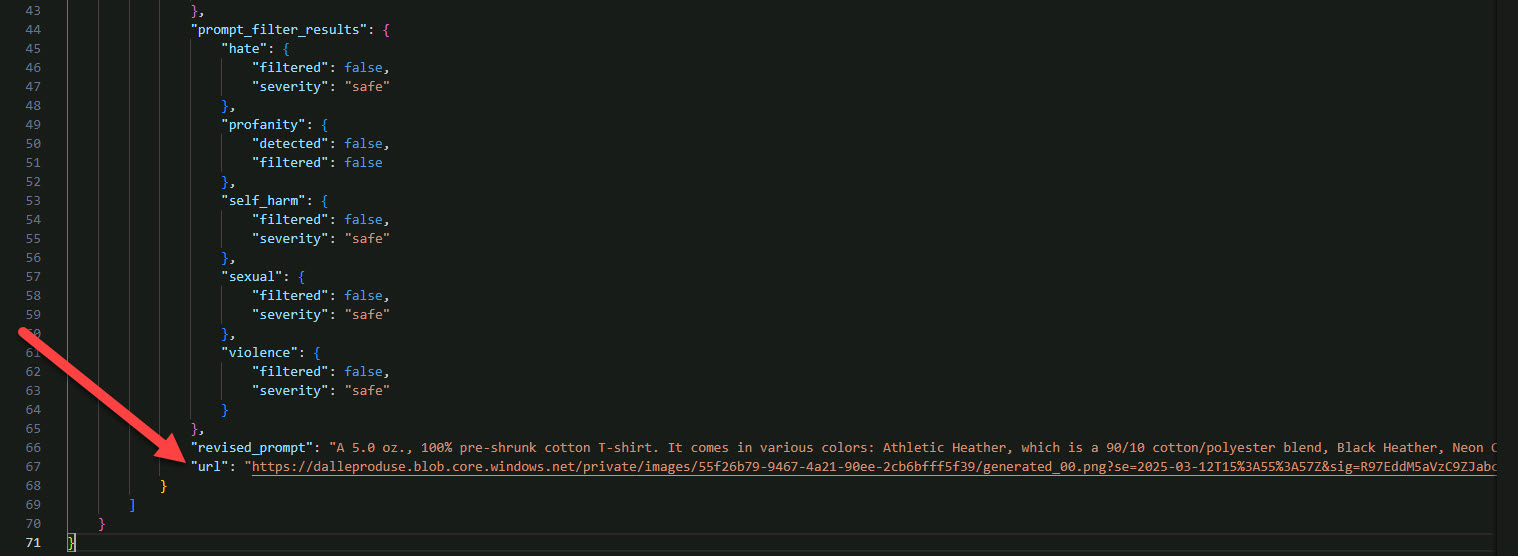 43 },
44 "prompt_filter_results": {
45 "hate": {
46 "filtered": false,
47 "severity": "safe"
48 },
49 "profanity": {
50 "detected": false,
51 "filtered": false
52 },
53 "self_harm": {
54 "filtered": false,
55 "severity": "safe"
56 },
57 "sexual": {
58 "filtered": false,
59 "severity": "safe"
60 },
61 "violence": {
62 "filtered": false,
63 "severity": "safe"
64 }
65 },
66 "revised_prompt": "A 5.0 oz., 100% pre-shrunk cotton T-shirt. It comes in various colors: Athletic Heather, which is a 90/10 cotton/polyester blend, Black Heather, Neon
67 "url": "https://dalleproduse.blob.core.windows.net/private/images/55f26b79-9467-4a21-90ee-2cb6bfff5f39/generated_00.png?se=2025-03-12T15%3A55%3A57Z&sig=R97EddM5aVzC9ZJabc
68 }
69 ]
70 }
71 }